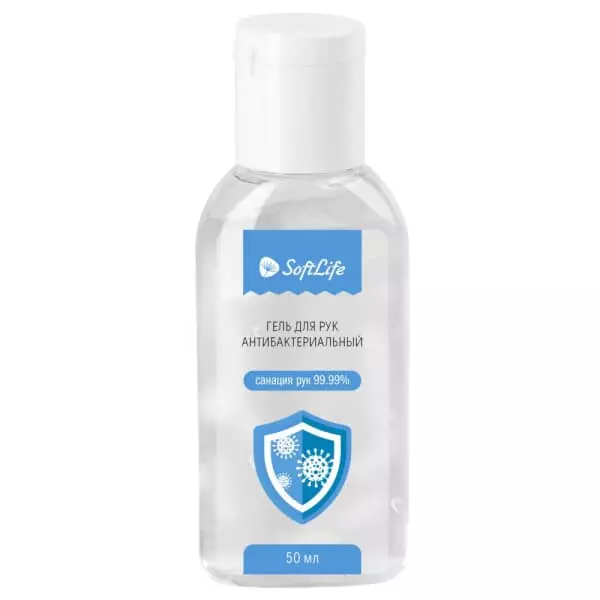 SoftLife
ГЕЛЬ ДЛЯ РУК
АНТИБАКТЕРИАЛЬНЫЙ
санация рук 99.99%
50 мл